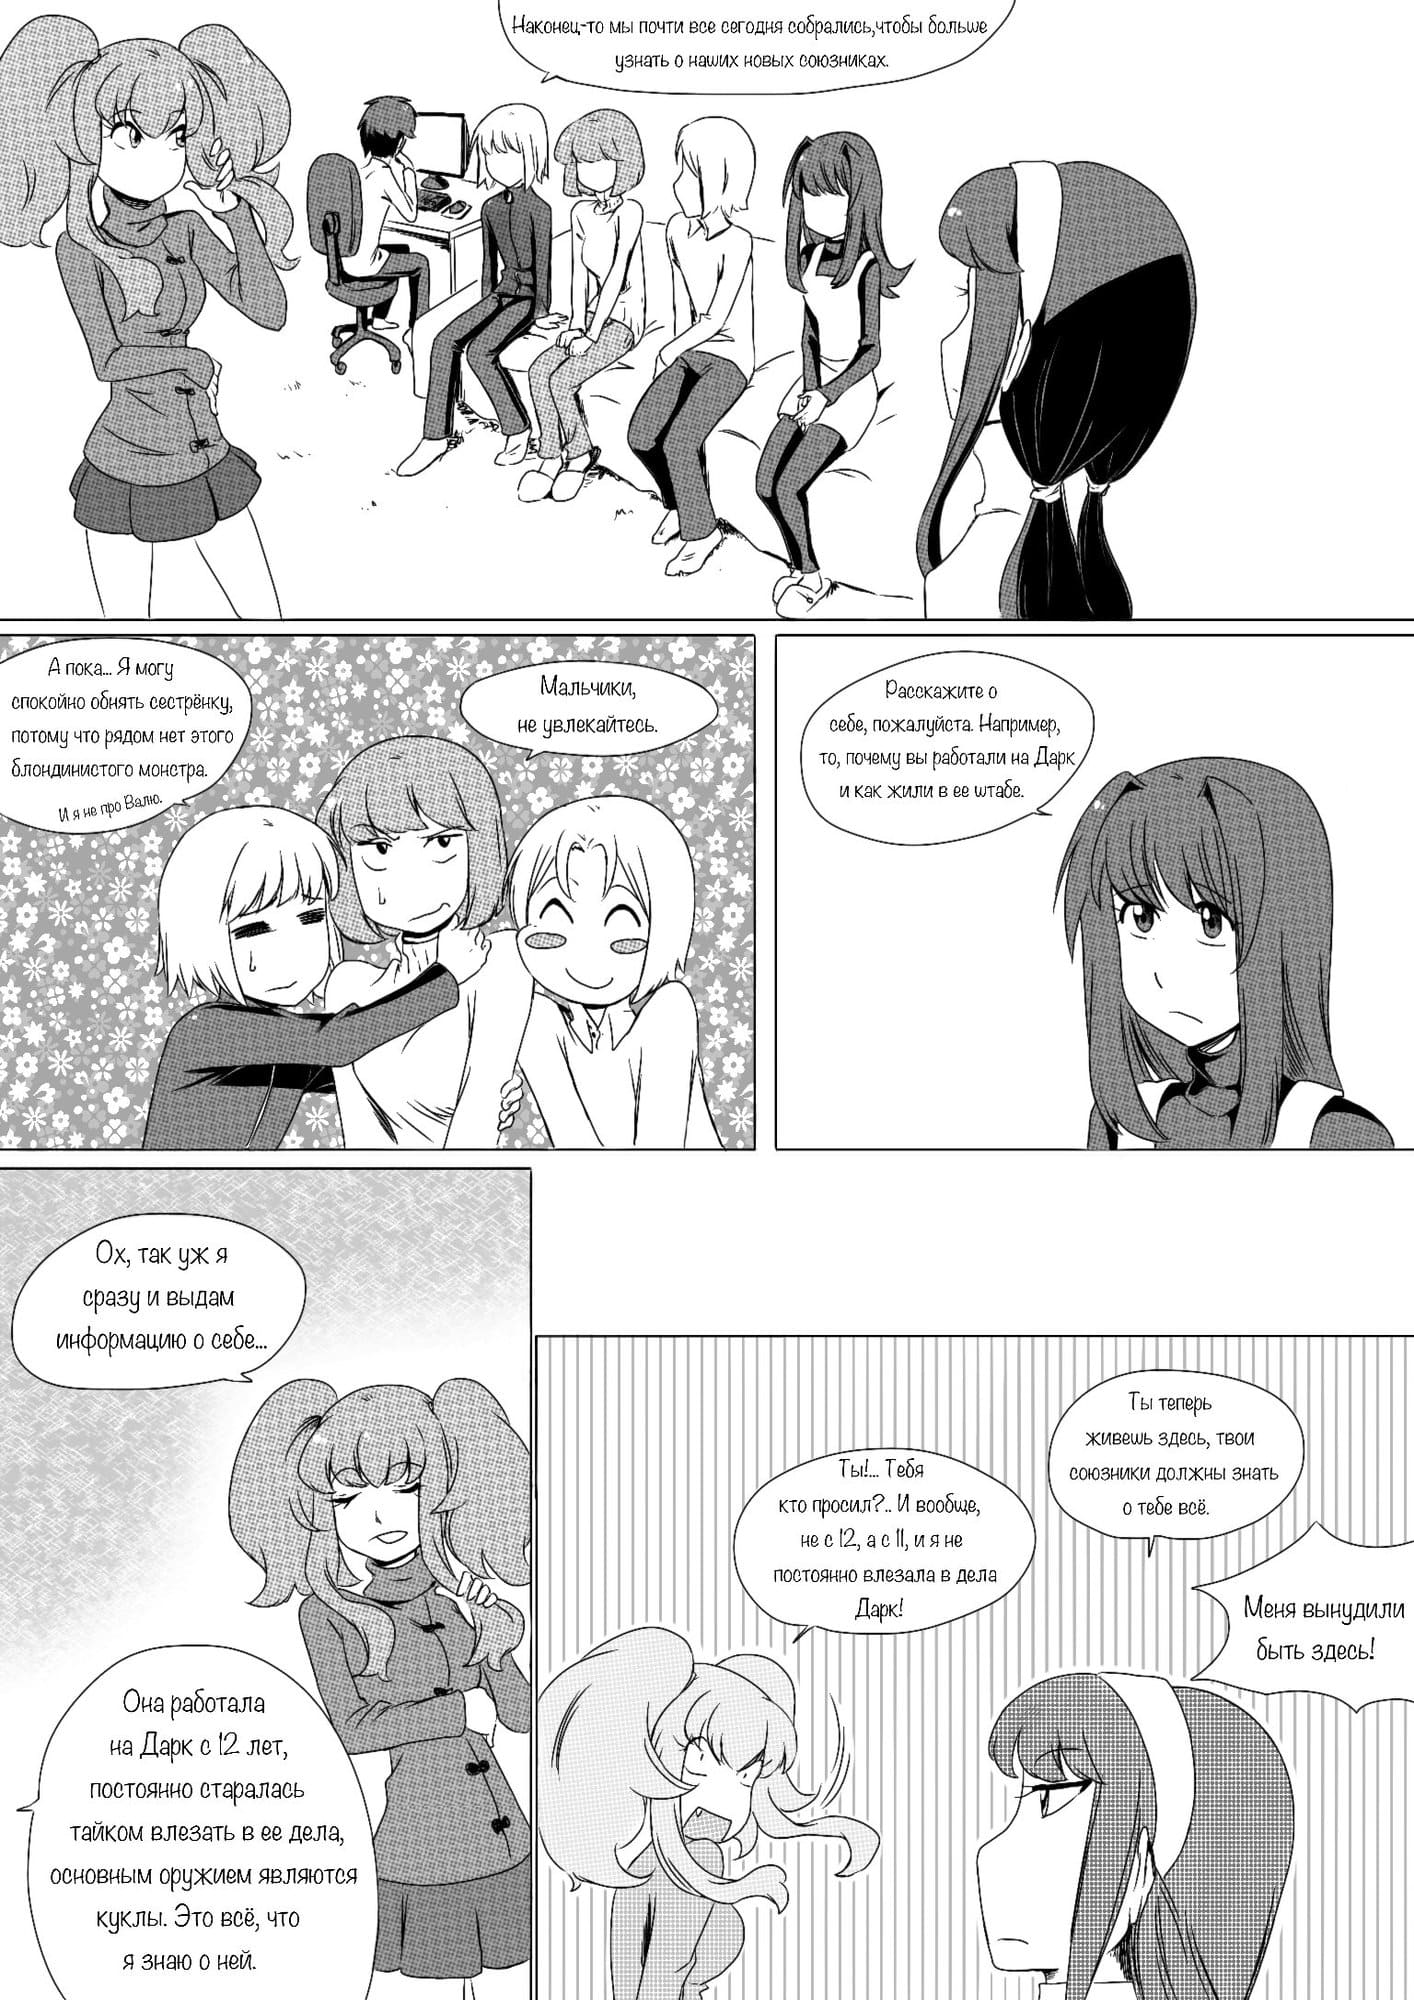 Наконец-то мы почти все сегодня собрались,чтобы больше
узнать о наших новых союзниках.
А пока... Я могу
спокойно обнять сестрёнку,
потому что рядом нет этого
блондинистого монстра.
И я не про Валю.
Мальчики,
не увлекайтесь.
Расскажите о
себе, пожалуйста. Например,
то, почему вы работали на Дарк
и как жили в ее штабе.
Ох, так уж я
сразу и выдам
информацию о себе...
Она работала
на Дарк с 12 лет,
постоянно старалась
тайком влезать в ее дела,
основным оружием являются
куклы. Это всё, что
я знаю о ней.
Ты!... Тебя
кто просил?.. И вообще,
не с 12, а с 11, и я не
постоянно влезала в дела
Дарк!
Ты теперь
живешь здесь, твои
союзники должны знать
о тебе всё.
Меня вынудили
быть здесь!